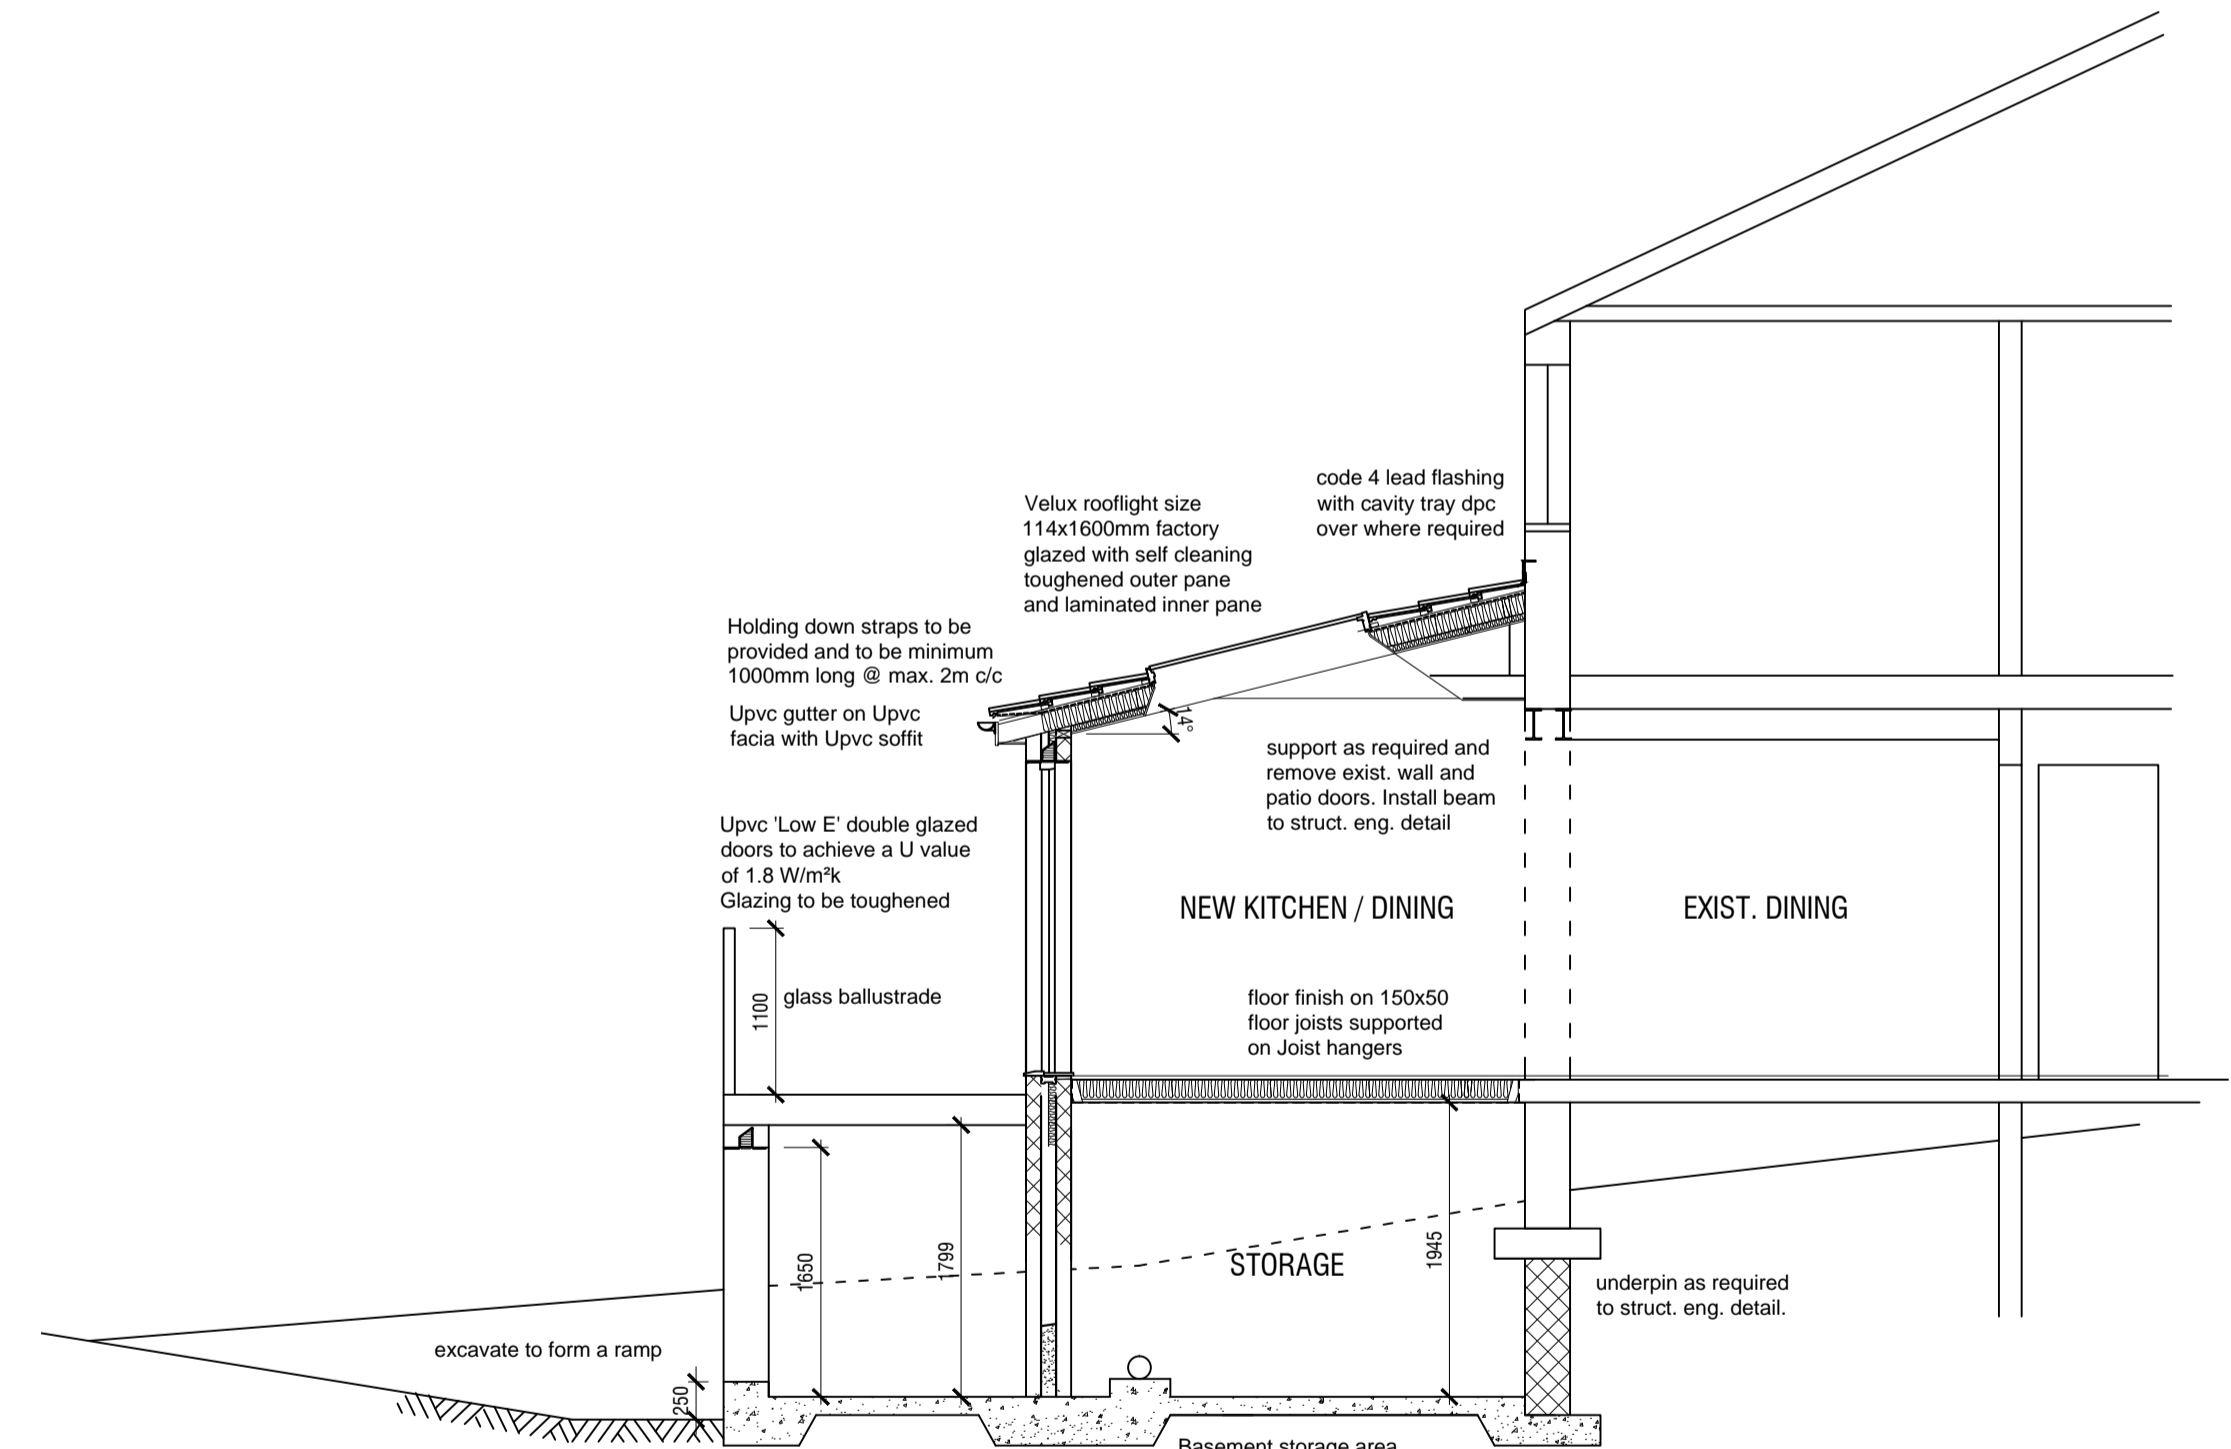 code 4 lead flashing
with cavity tray dpc
over where required
Velux rooflight size
114x1600mm factory
glazed with self cleaning
toughened outer pane
and laminated inner pane
Holding down straps to be
provided and to be minimum
1000mm long @ max. 2m c/c
Upvc gutter on Upvc
facia with Upvc soffit
14°
support as required and
remove exist. wall and
patio doors. Install beam
to struct. eng. detail
Upvc 'Low E' double glazed
doors to achieve a U value
of 1.8 W/m²k
Glazing to be toughened
NEW KITCHEN / DINING
EXIST. DINING
1100
glass ballustrade
floor finish on 150x50
floor joists supported
on Joist hangers
1650
1799
STORAGE
1945
underpin as required
to struct. eng. detail.
excavate to form a ramp
250
Basement storage area